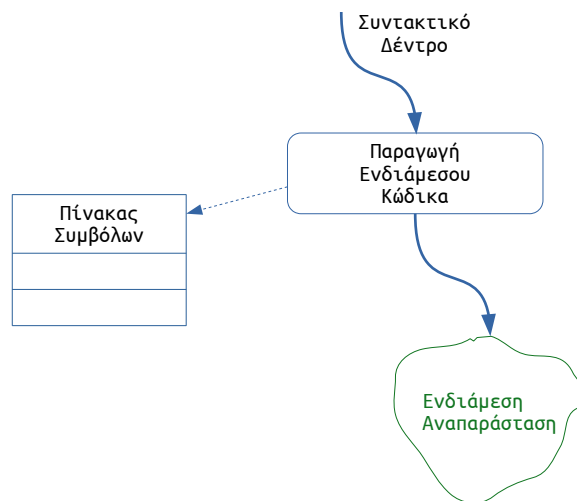 Συντακτικό
Δέντρο
Παραγωγή
Ενδιάμεσου
Κώδικα
Πίνακας
Συμβόλων
Ενδιάμεση
Αναπαράσταση